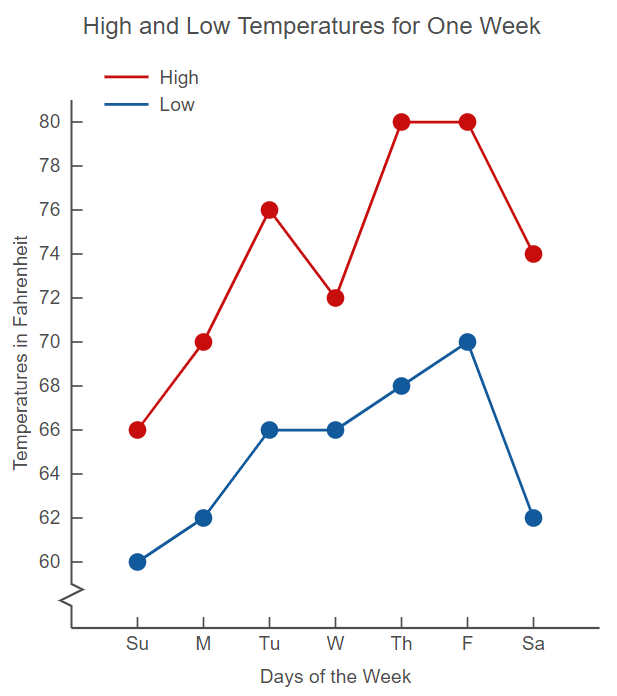 High and Low Temperatures for One Week
High
Low
Temperatures in Fahrenheit
80
78
76
74
72
70
68
66
64
62
60
Su M Tu W Th F Sa
Days of the Week